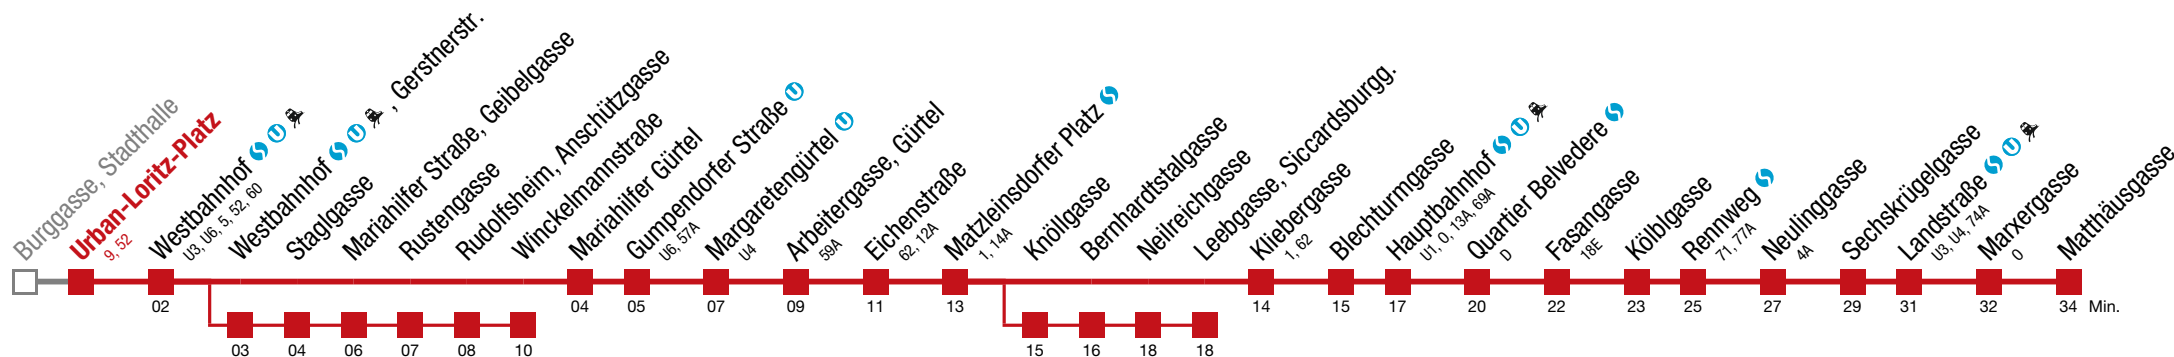 Burggasse, Stadthalle
Urban-Loritz-Platz
9, 52
Westbahnhof
U3, U6, 5, 52, 60
Westbahnhof , Gerstnerstr.
Staglgasse
Mariahilfer Straße, Geibelgasse
Rustengasse
Rudolfsheim, Anschützgasse
Winckelmannstraße
Mariahilfer Gürtel
Gumpendorfer Straße
U6, 57A
Margaretengürtel
U4
Arbeitergasse, Gürtel
59A
Eichenstraße
62, 12A
Matzleinsdorfer Platz
1, 14A
Knöllgasse
Bernhardtstalgasse
Neilreichgasse
Leebgasse, Siccardsburgg.
Kliebergasse
1, 62
Blechturmgasse
Hauptbahnhof
U1, O, 13A, 69A
Quartier Belvedere
D
Fasangasse
18E
Kölblgasse
Rennweg
71, 77A
Neulinggasse
4A
Sechskrügelgasse
Landstraße
U3, U4, 74A
Marxergasse
O
Matthäusgasse
02 04 05 07 09 11 13 14 15 17 20 22 23 25 27 29 31 32 34 Min.
03 04 06 07 08 10 15 16 18 18